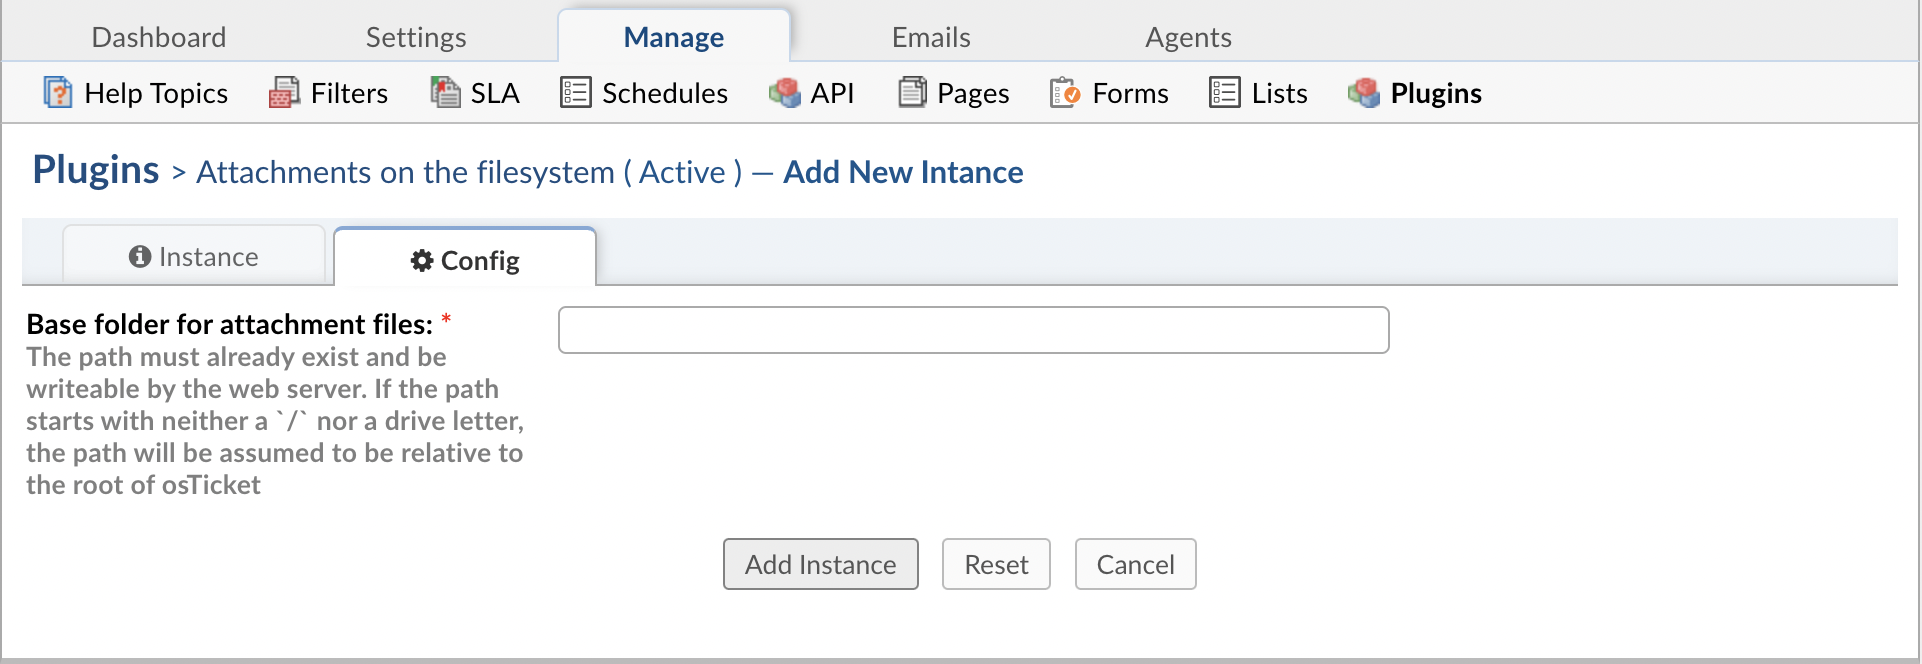 Dashboard Settings Manage Emails Agents
Help Topics Filters SLA Schedules API Pages Forms Lists Plugins
Plugins > Attachments on the filesystem ( Active ) — Add New Intance
Instance Config
Base folder for attachment files: *
The path must already exist and be
writeable by the web server. If the path
starts with neither a `/` nor a drive letter,
the path will be assumed to be relative to
the root of osTicket
Add Instance Reset Cancel